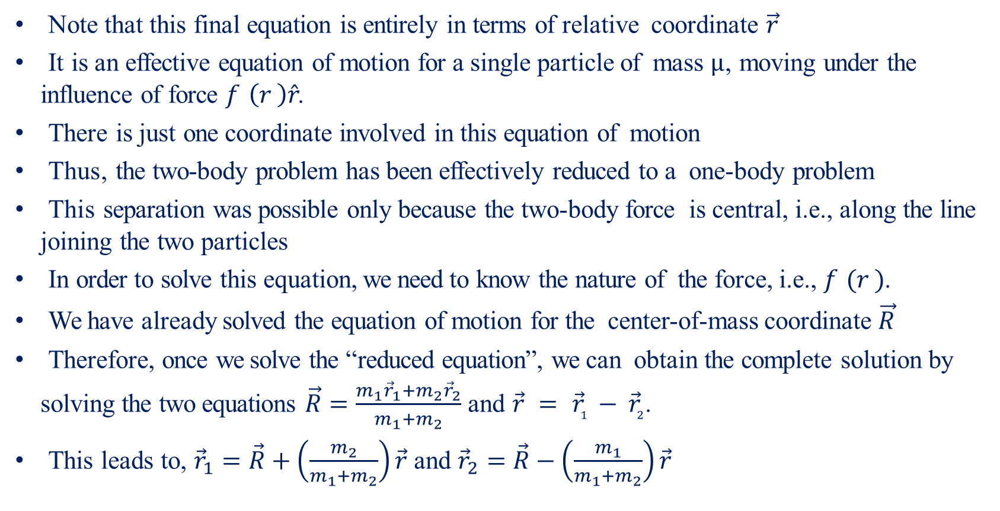 • Note that this final equation is entirely in terms of relative coordinate $\vec{r}$
• It is an effective equation of motion for a single particle of mass μ, moving under the
influence of force $f(r)\hat{r}$.
• There is just one coordinate involved in this equation of motion
• Thus, the two-body problem has been effectively reduced to a one-body problem
• This separation was possible only because the two-body force is central, i.e., along the line
joining the two particles
• In order to solve this equation, we need to know the nature of the force, i.e., $f(r)$.
• We have already solved the equation of motion for the center-of-mass coordinate $\vec{R}$
• Therefore, once we solve the “reduced equation”, we can obtain the complete solution by
solving the two equations $\vec{R} = \frac{m_1\vec{r}_1+m_2\vec{r}_2}{m_1+m_2}$ and $\vec{r} = \vec{r}_1 - \vec{r}_2$.
• This leads to, $\vec{r}_1 = \vec{R} + \left(\frac{m_2}{m_1+m_2}\right)\vec{r}$ and $\vec{r}_2 = \vec{R} - \left(\frac{m_1}{m_1+m_2}\right)\vec{r}$